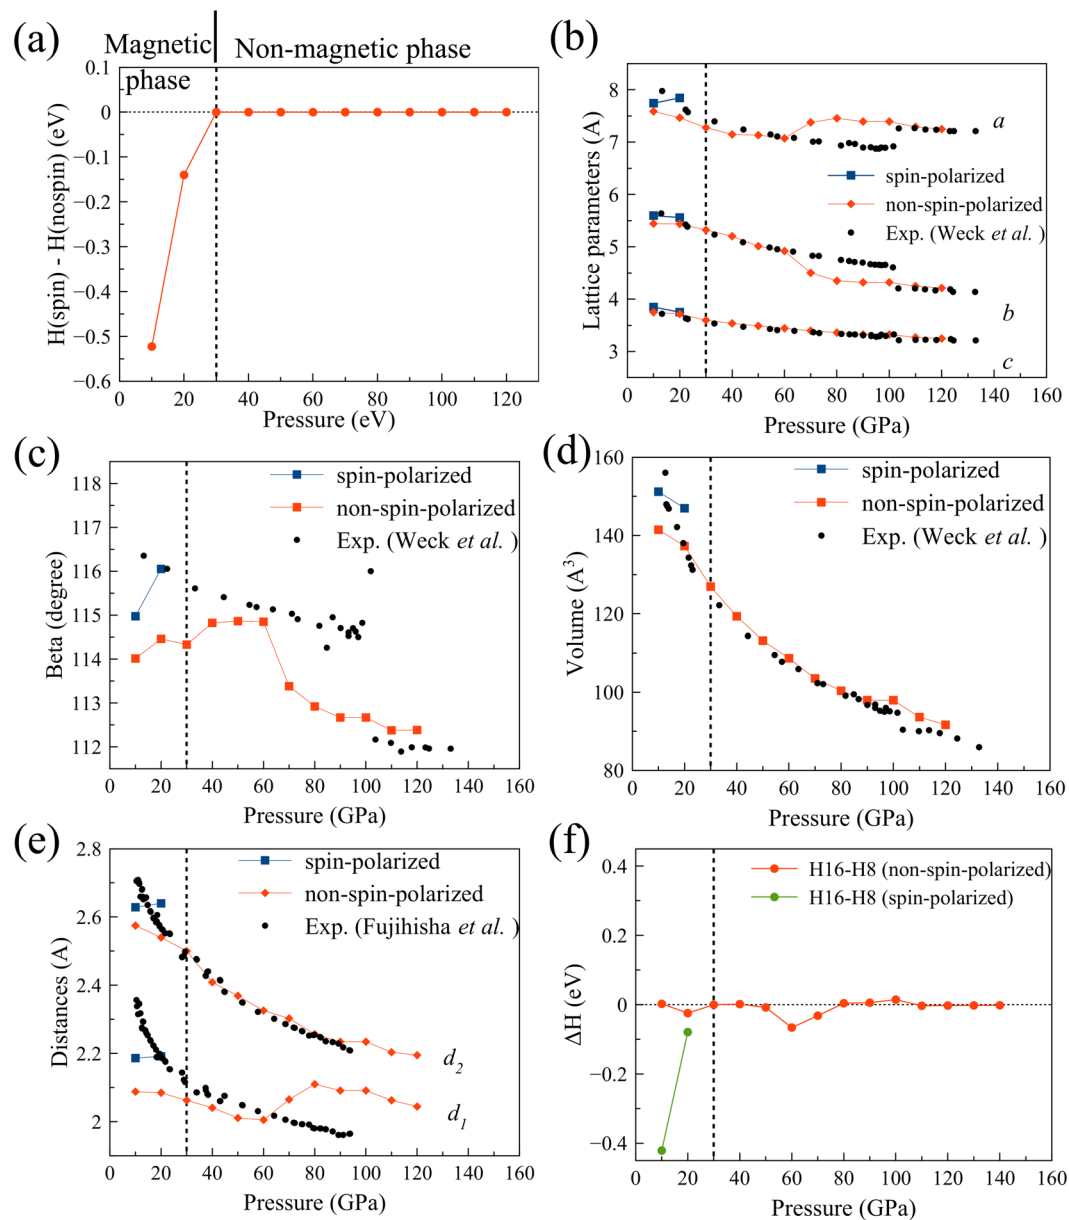 (a)
Magnetic
phase
Non-magnetic phase
0.1
0
−0.1
−0.2
−0.3
−0.4
−0.5
−0.6
H(spin) - H(nospin) (eV)
0 20 40 60 80 100 120
Pressure (eV)
(b)
8
7
6
5
4
3
Lattice parameters (A)
a
spin-polarized
non-spin-polarized
Exp. (Weck et al. )
b
c
0 20 40 60 80 100 120 140 160
Pressure (GPa)
(c)
118
117
116
115
114
113
112
Beta (degree)
spin-polarized
non-spin-polarized
Exp. (Weck et al. )
0 20 40 60 80 100 120 140 160
Pressure (GPa)
(d)
160
140
120
100
80
Volume (A3)
spin-polarized
non-spin-polarized
Exp. (Weck et al. )
0 20 40 60 80 100 120 140 160
Pressure (GPa)
(e)
2.8
2.6
2.4
2.2
2
Distances (A)
spin-polarized
non-spin-polarized
Exp. (Fujihisha et al. )
d2
d1
0 20 40 60 80 100 120 140 160
Pressure (GPa)
(f)
0.4
0.2
0
−0.2
−0.4
ΔH (eV)
H16-H8 (non-spin-polarized)
H16-H8 (spin-polarized)
0 20 40 60 80 100 120 140 160
Pressure (GPa)